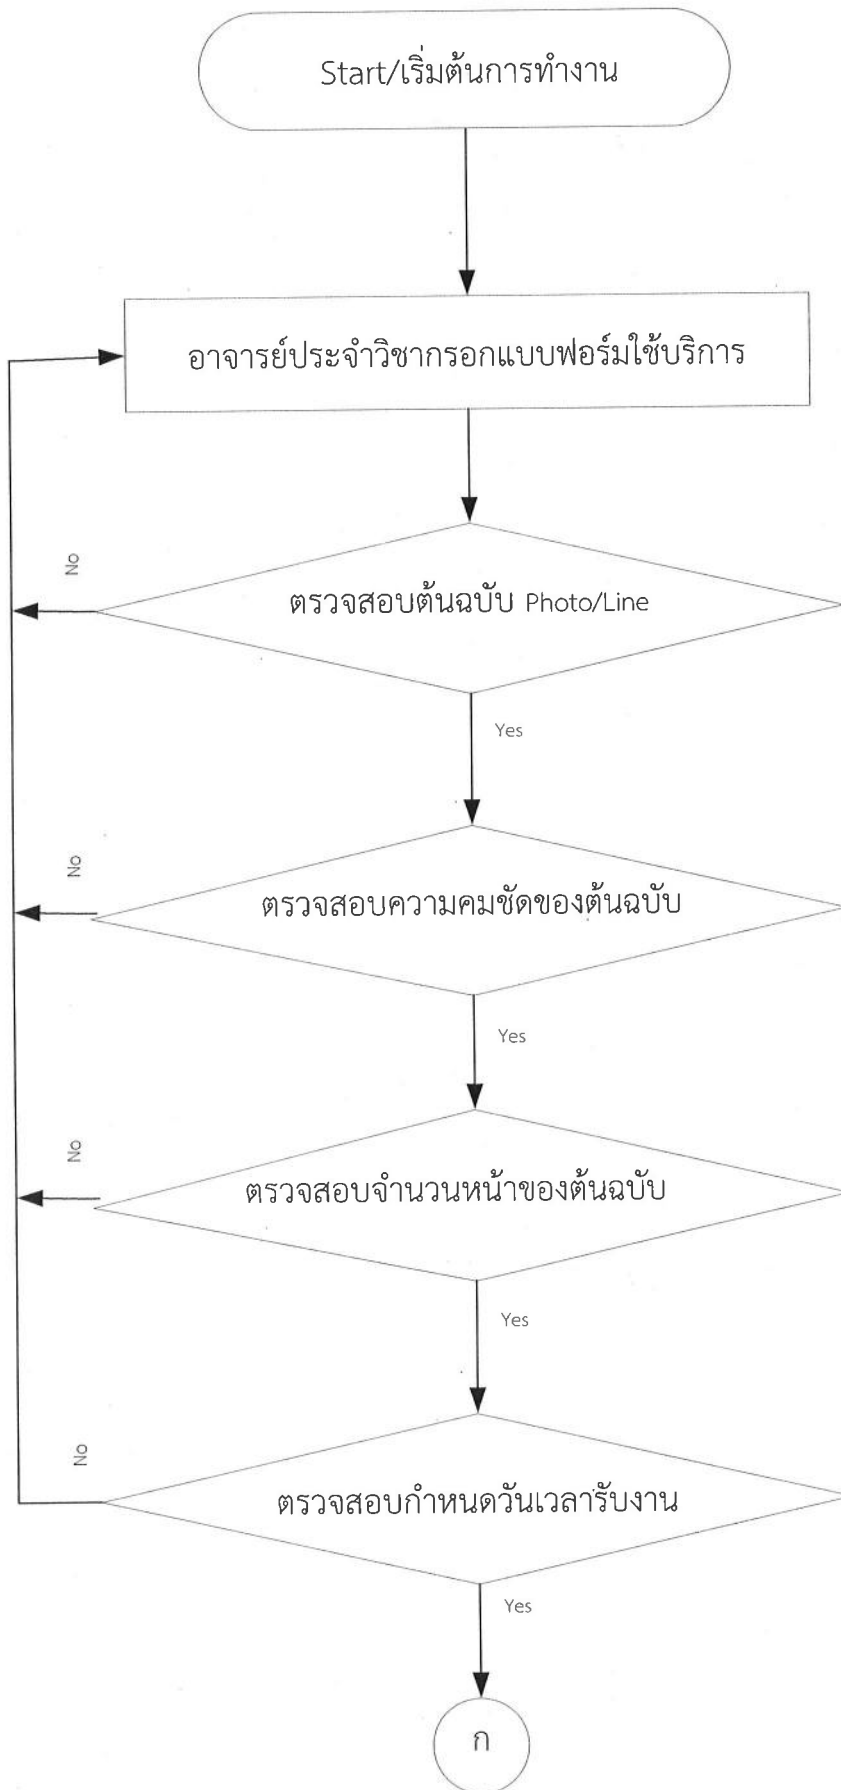 Start/เริ่มต้นการทำงาน
อาจารย์ประจำวิชากรอกแบบฟอร์มใช้บริการ
No
ตรวจสอบต้นฉบับ Photo/Line
Yes
No
ตรวจสอบความคมชัดของต้นฉบับ
Yes
No
ตรวจสอบจำนวนหน้าของต้นฉบับ
Yes
No
ตรวจสอบกำหนดวันเวลารับงาน
Yes
ก